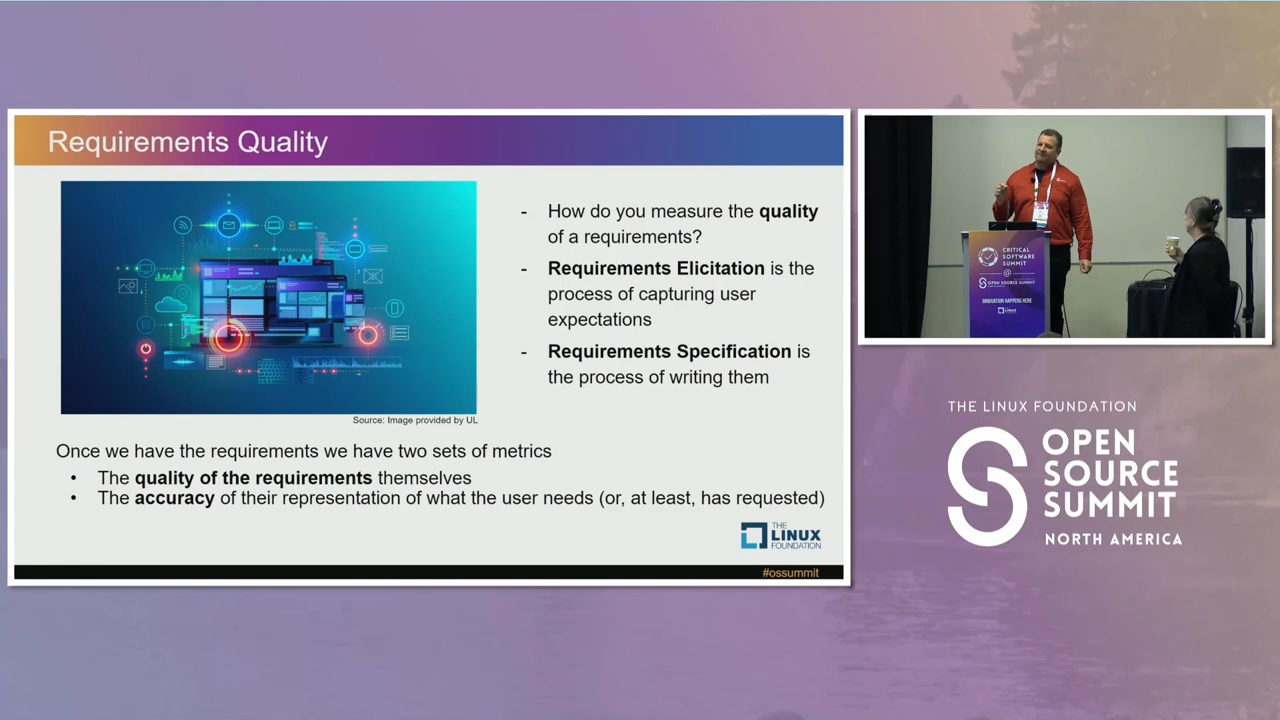 Requirements Quality
- How do you measure the quality
of a requirements?
- Requirements Elicitation is the
process of capturing user
expectations
- Requirements Specification is
the process of writing them
Source: Image provided by UL
Once we have the requirements we have two sets of metrics
• The quality of the requirements themselves
• The accuracy of their representation of what the user needs (or, at least, has requested)
THE
LINUX
FOUNDATION
#ossummit
CRITICAL
SOFTWARE
SUMMIT
@
OPEN SOURCE SUMMIT
INNOVATION HAPPENS HERE
LINUX
THE LINUX FOUNDATION
OPEN
SOURCE
SUMMIT
NORTH AMERICA